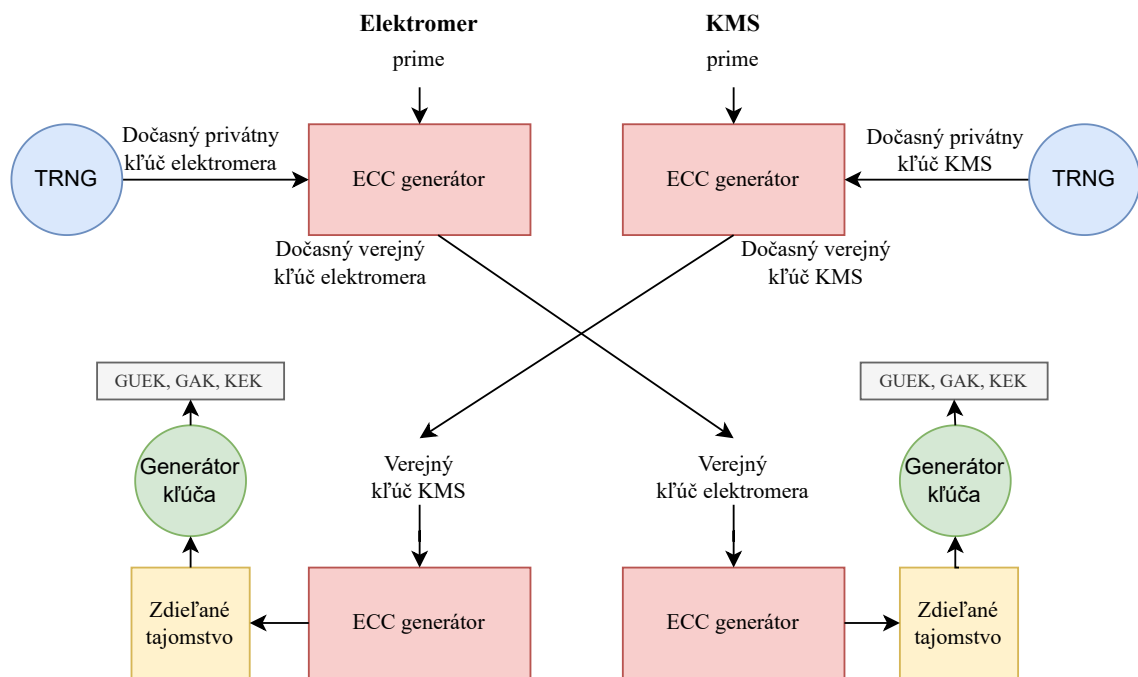 Elektromer
KMS
prime
prime
Dočasný privátny
kľúč elektromera
Dočasný privátny
kľúč KMS
TRNG
ECC generátor
ECC generátor
TRNG
Dočasný verejný
kľúč elektromera
Dočasný verejný
kľúč KMS
GUEK, GAK, KEK
GUEK, GAK, KEK
Generátor
kľúča
Verejný
kľúč KMS
Verejný
kľúč elektromera
Generátor
kľúča
Zdieľané
tajomstvo
ECC generátor
ECC generátor
Zdieľané
tajomstvo